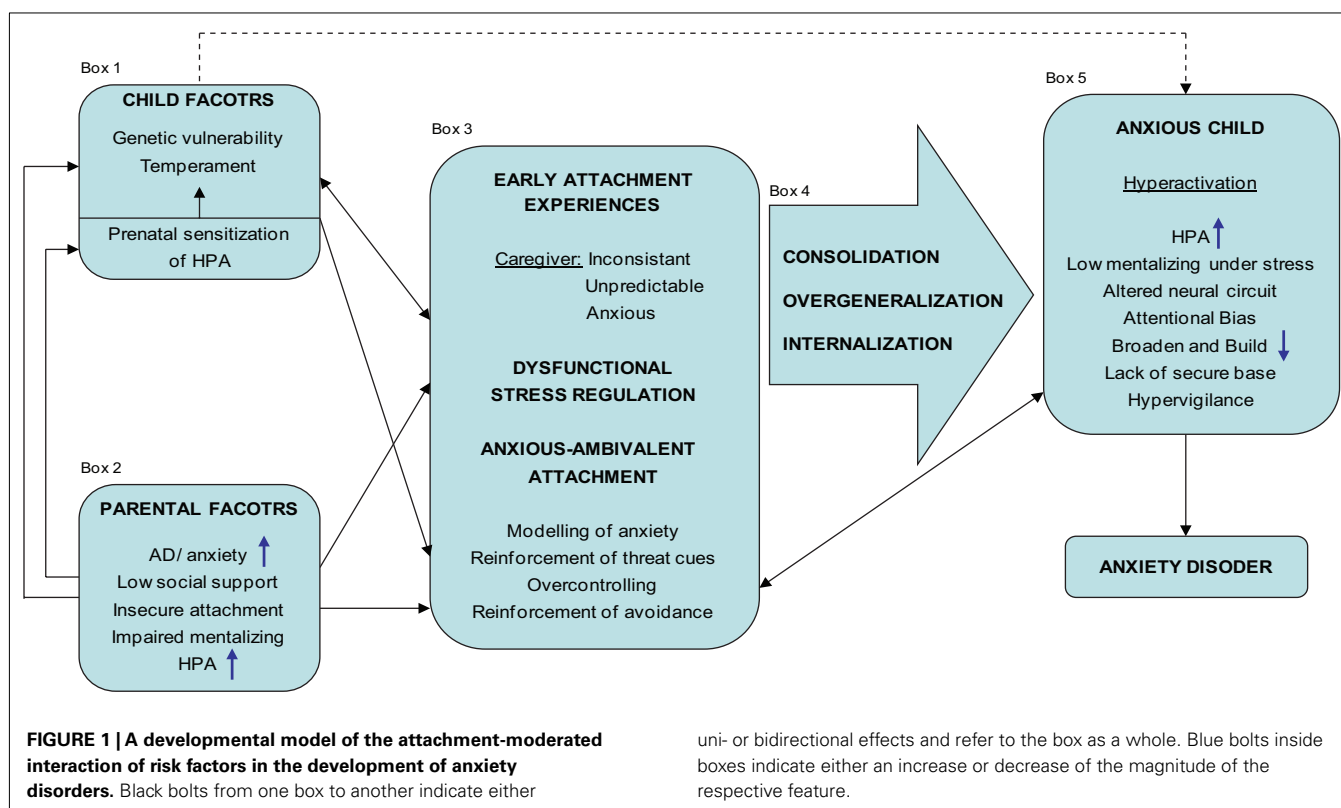 Box 1
CHILD FACOTRS
Genetic vulnerability
Temperament
Prenatal sensitization
of HPA
Box 2
PARENTAL FACOTRS
AD/ anxiety
Low social support
Insecure attachment
Impaired mentalizing
HPA
Box 3
EARLY ATTACHMENT
EXPERIENCES
Caregiver: Inconsistant
Unpredictable
Anxious
DYSFUNCTIONAL
STRESS REGULATION
ANXIOUS-AMBIVALENT
ATTACHMENT
Modelling of anxiety
Reinforcement of threat cues
Overcontrolling
Reinforcement of avoidance
Box 4
CONSOLIDATION
OVERGENERALIZATION
INTERNALIZATION
Box 5
ANXIOUS CHILD
Hyperactivation
HPA
Low mentalizing under stress
Altered neural circuit
Attentional Bias
Broaden and Build
Lack of secure base
Hypervigilance
ANXIETY DISODER
FIGURE 1 | A developmental model of the attachment-moderated
interaction of risk factors in the development of anxiety
disorders. Black bolts from one box to another indicate either
uni- or bidirectional effects and refer to the box as a whole. Blue bolts inside
boxes indicate either an increase or decrease of the magnitude of the
respective feature.